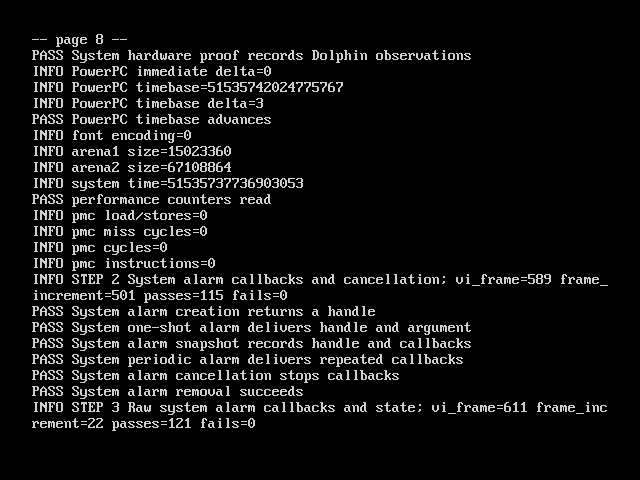 -- page 8 --
PASS System hardware proof records Dolphin observations
INFO PowerPC immediate delta=0
INFO PowerPC timebase=51535742024775767
INFO PowerPC timebase delta=3
PASS PowerPC timebase advances
INFO font encoding=0
INFO arena1 size=15023360
INFO arena2 size=67108864
INFO system time=51535737736903053
PASS performance counters read
INFO pmc load/stores=0
INFO pmc miss cycles=0
INFO pmc cycles=0
INFO pmc instructions=0
INFO STEP 2 System alarm callbacks and cancellation; vi_frame=589 frame_
increment=501 passes=115 fails=0
PASS System alarm creation returns a handle
PASS System one-shot alarm delivers handle and argument
PASS System alarm snapshot records handle and callbacks
PASS System periodic alarm delivers repeated callbacks
PASS System alarm cancellation stops callbacks
PASS System alarm removal succeeds
INFO STEP 3 Raw system alarm callbacks and state; vi_frame=611 frame_inc
rement=22 passes=121 fails=0